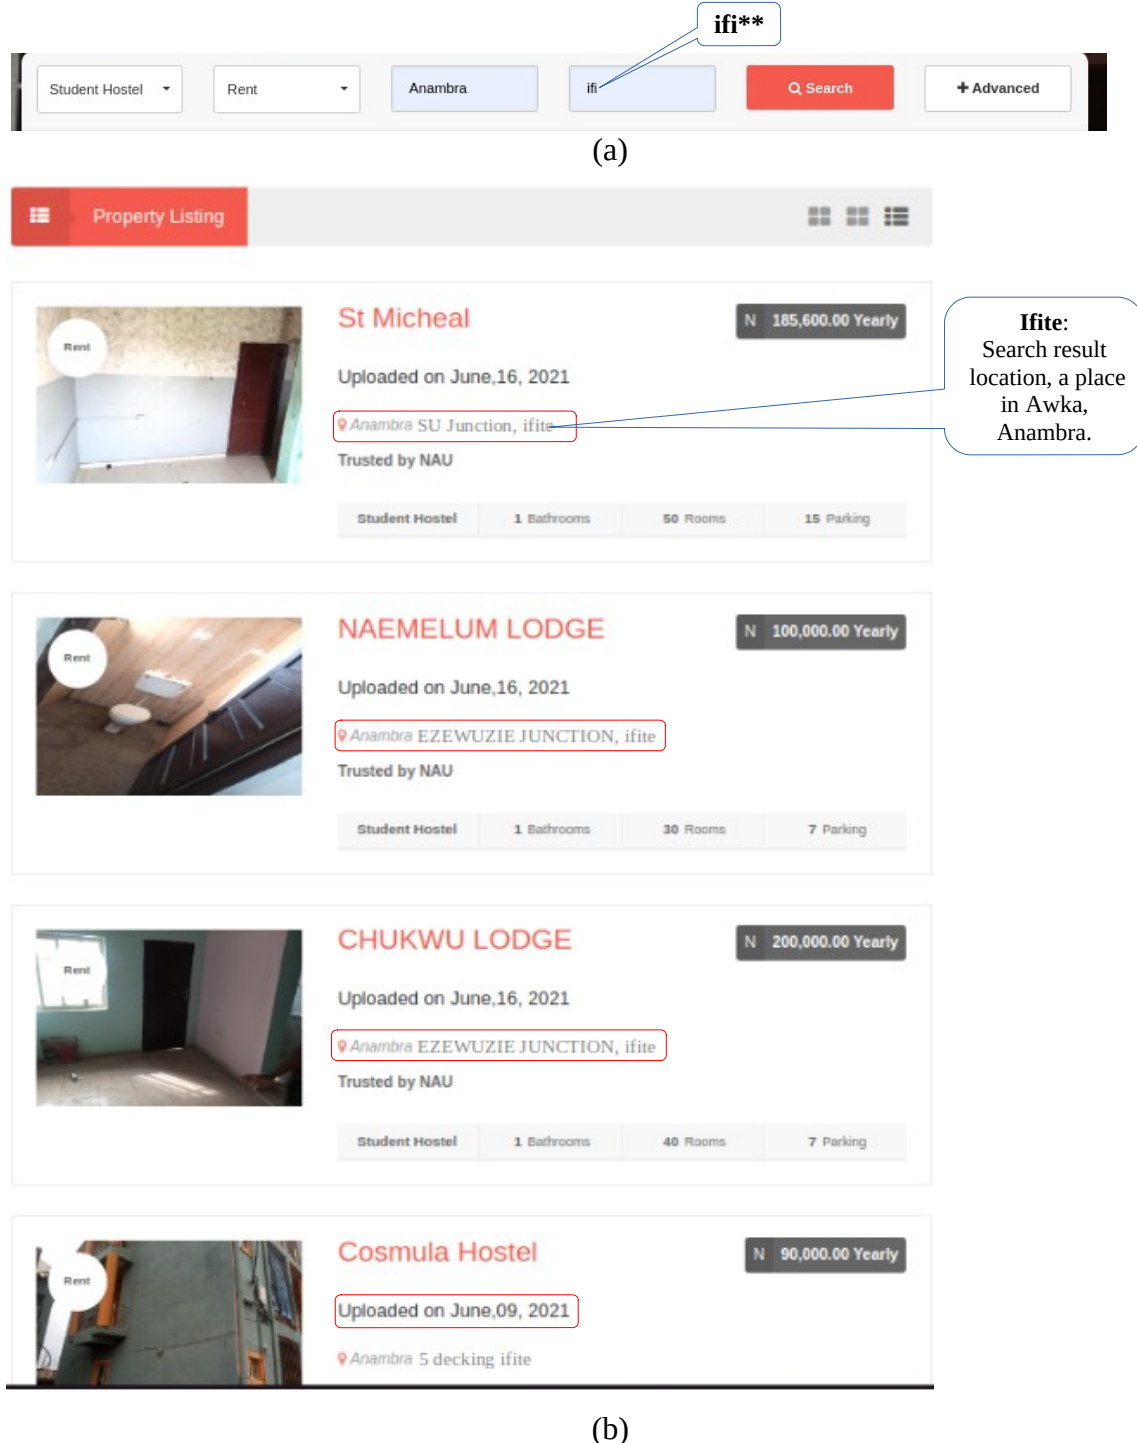 ifi**
Student Hostel Rent Anambra ifi Search + Advanced
(a)
Property Listing
Rent
St Micheal
N 185,600.00 Yearly
Uploaded on June,16, 2021
Anambra SU Junction, ifite
Trusted by NAU
Student Hostel 1 Bathrooms 50 Rooms 15 Parking
Ifite:
Search result
location, a place
in Awka,
Anambra.
Rent
NAEMELUM LODGE
N 100,000.00 Yearly
Uploaded on June,16, 2021
Anambra EZEWUZIE JUNCTION, ifite
Trusted by NAU
Student Hostel 1 Bathrooms 30 Rooms 7 Parking
Rent
CHUKWU LODGE
N 200,000.00 Yearly
Uploaded on June,16, 2021
Anambra EZEWUZIE JUNCTION, ifite
Trusted by NAU
Student Hostel 1 Bathrooms 40 Rooms 7 Parking
Rent
Cosmula Hostel
N 90,000.00 Yearly
Uploaded on June,09, 2021
Anambra 5 decking ifite
(b)